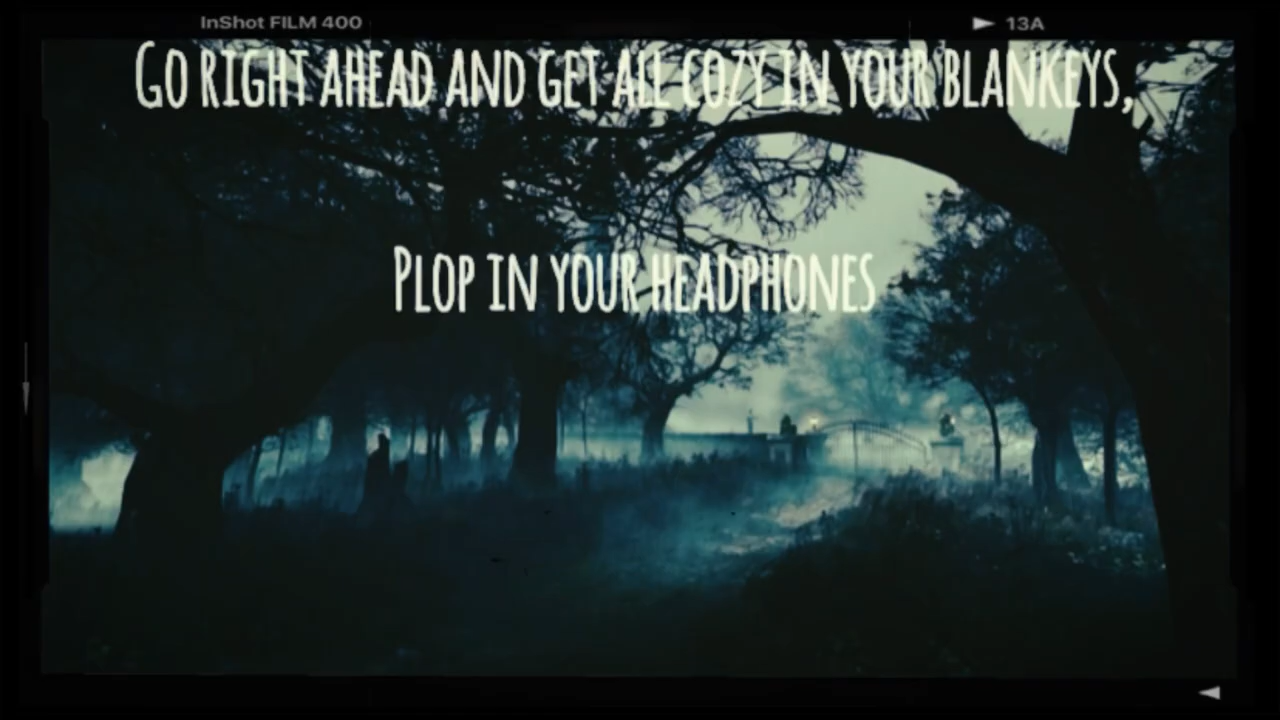 InShot FILM 400
13A
Go right ahead and get all cozy in your blankeys,
Plop in your headphones